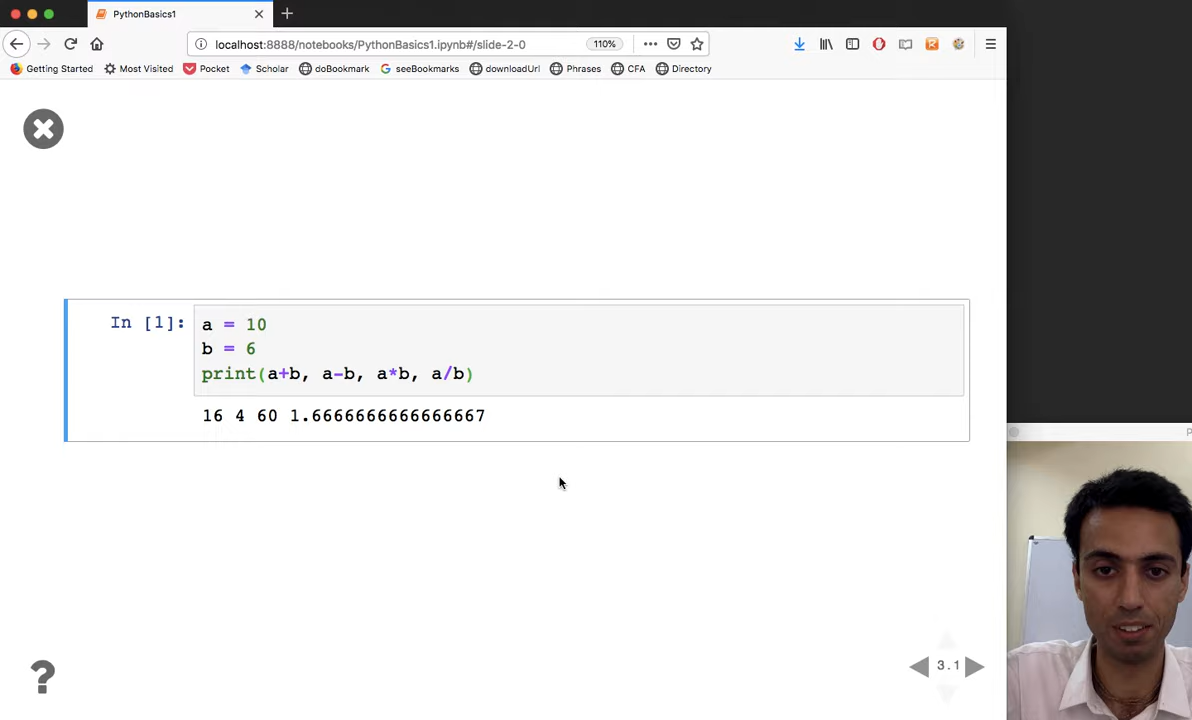 PythonBasics1
localhost:8888/notebooks/PythonBasics1.ipynb#/slide-2-0
110%
Getting Started
Most Visited
Pocket
Scholar
doBookmark
seeBookmarks
downloadUrl
Phrases
CFA
Directory
In [1]:
a = 10
b = 6
print(a+b, a-b, a*b, a/b)
16 4 60 1.6666666666666667
?
3.1